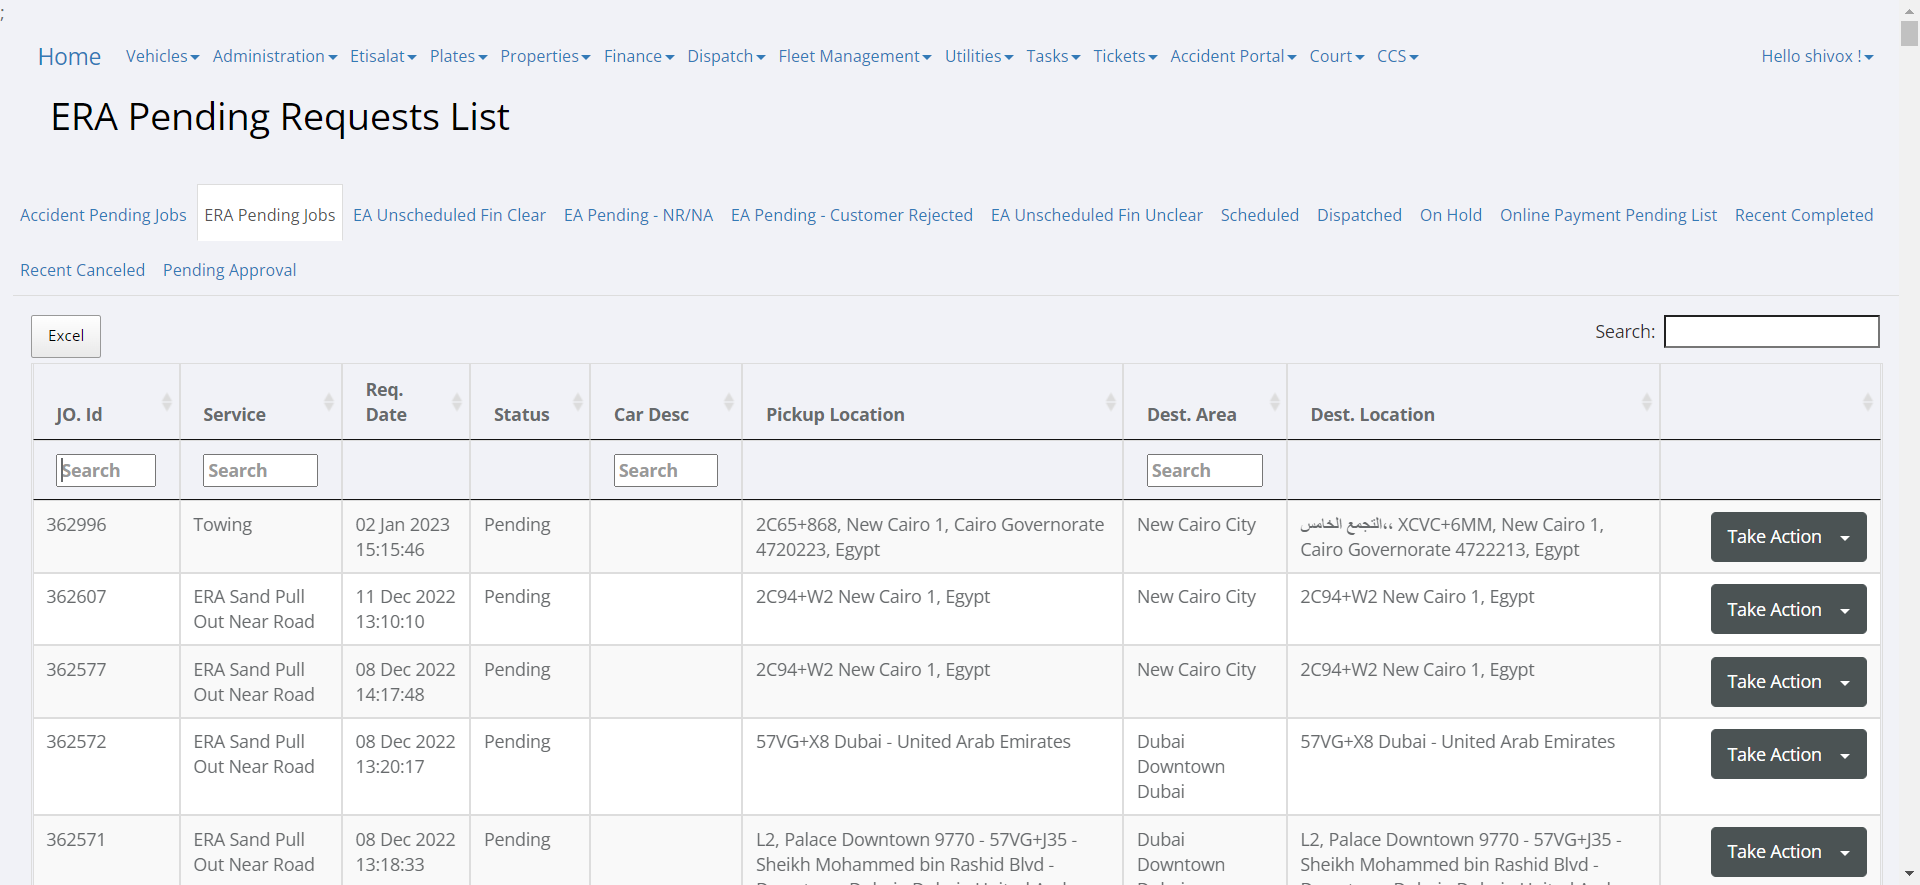 ;
Home Vehicles Administration Etisalat Plates Properties Finance Dispatch Fleet Management Utilities Tasks Tickets Accident Portal Court CCS Hello shivox !
ERA Pending Requests List
Accident Pending Jobs ERA Pending Jobs EA Unscheduled Fin Clear EA Pending - NR/NA EA Pending - Customer Rejected EA Unscheduled Fin Unclear Scheduled Dispatched On Hold Online Payment Pending List Recent Completed
Recent Canceled Pending Approval
Excel Search:
JO. Id Service Req. Date Status Car Desc Pickup Location Dest. Area Dest. Location
Search Search Search Search
362996 Towing 02 Jan 2023 Pending 2C65+868, New Cairo 1, Cairo Governorate New Cairo City التجمع الخامس،، XCVC+6MM, New Cairo 1,
15:15:46 4720223, Egypt Cairo Governorate 4722213, Egypt
Take Action
362607 ERA Sand Pull 11 Dec 2022 Pending 2C94+W2 New Cairo 1, Egypt New Cairo City 2C94+W2 New Cairo 1, Egypt
Out Near Road 13:10:10
Take Action
362577 ERA Sand Pull 08 Dec 2022 Pending 2C94+W2 New Cairo 1, Egypt New Cairo City 2C94+W2 New Cairo 1, Egypt
Out Near Road 14:17:48
Take Action
362572 ERA Sand Pull 08 Dec 2022 Pending 57VG+X8 Dubai - United Arab Emirates Dubai 57VG+X8 Dubai - United Arab Emirates
Out Near Road 13:20:17 Downtown
Dubai
Take Action
362571 ERA Sand Pull 08 Dec 2022 Pending L2, Palace Downtown 9770 - 57VG+J35 - Dubai L2, Palace Downtown 9770 - 57VG+J35 -
Out Near Road 13:18:33 Sheikh Mohammed bin Rashid Blvd - Downtown Sheikh Mohammed bin Rashid Blvd -
Take Action